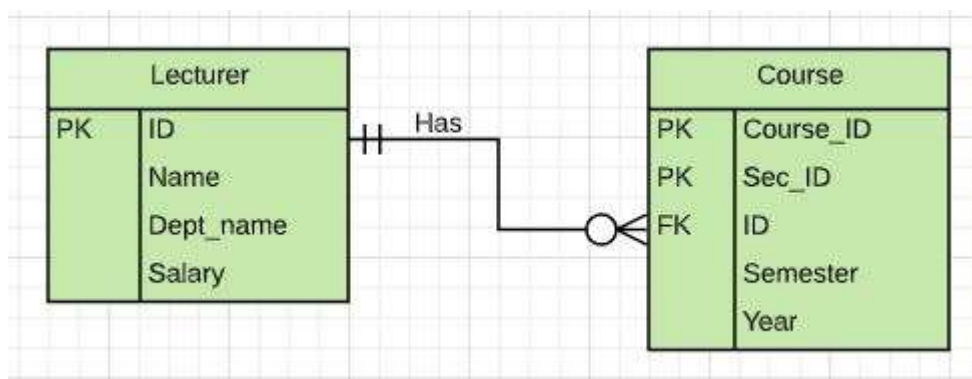 Lecturer
PK ID
Name
Dept_name
Salary
Has
Course
PK Course_ID
PK Sec_ID
FK ID
Semester
Year